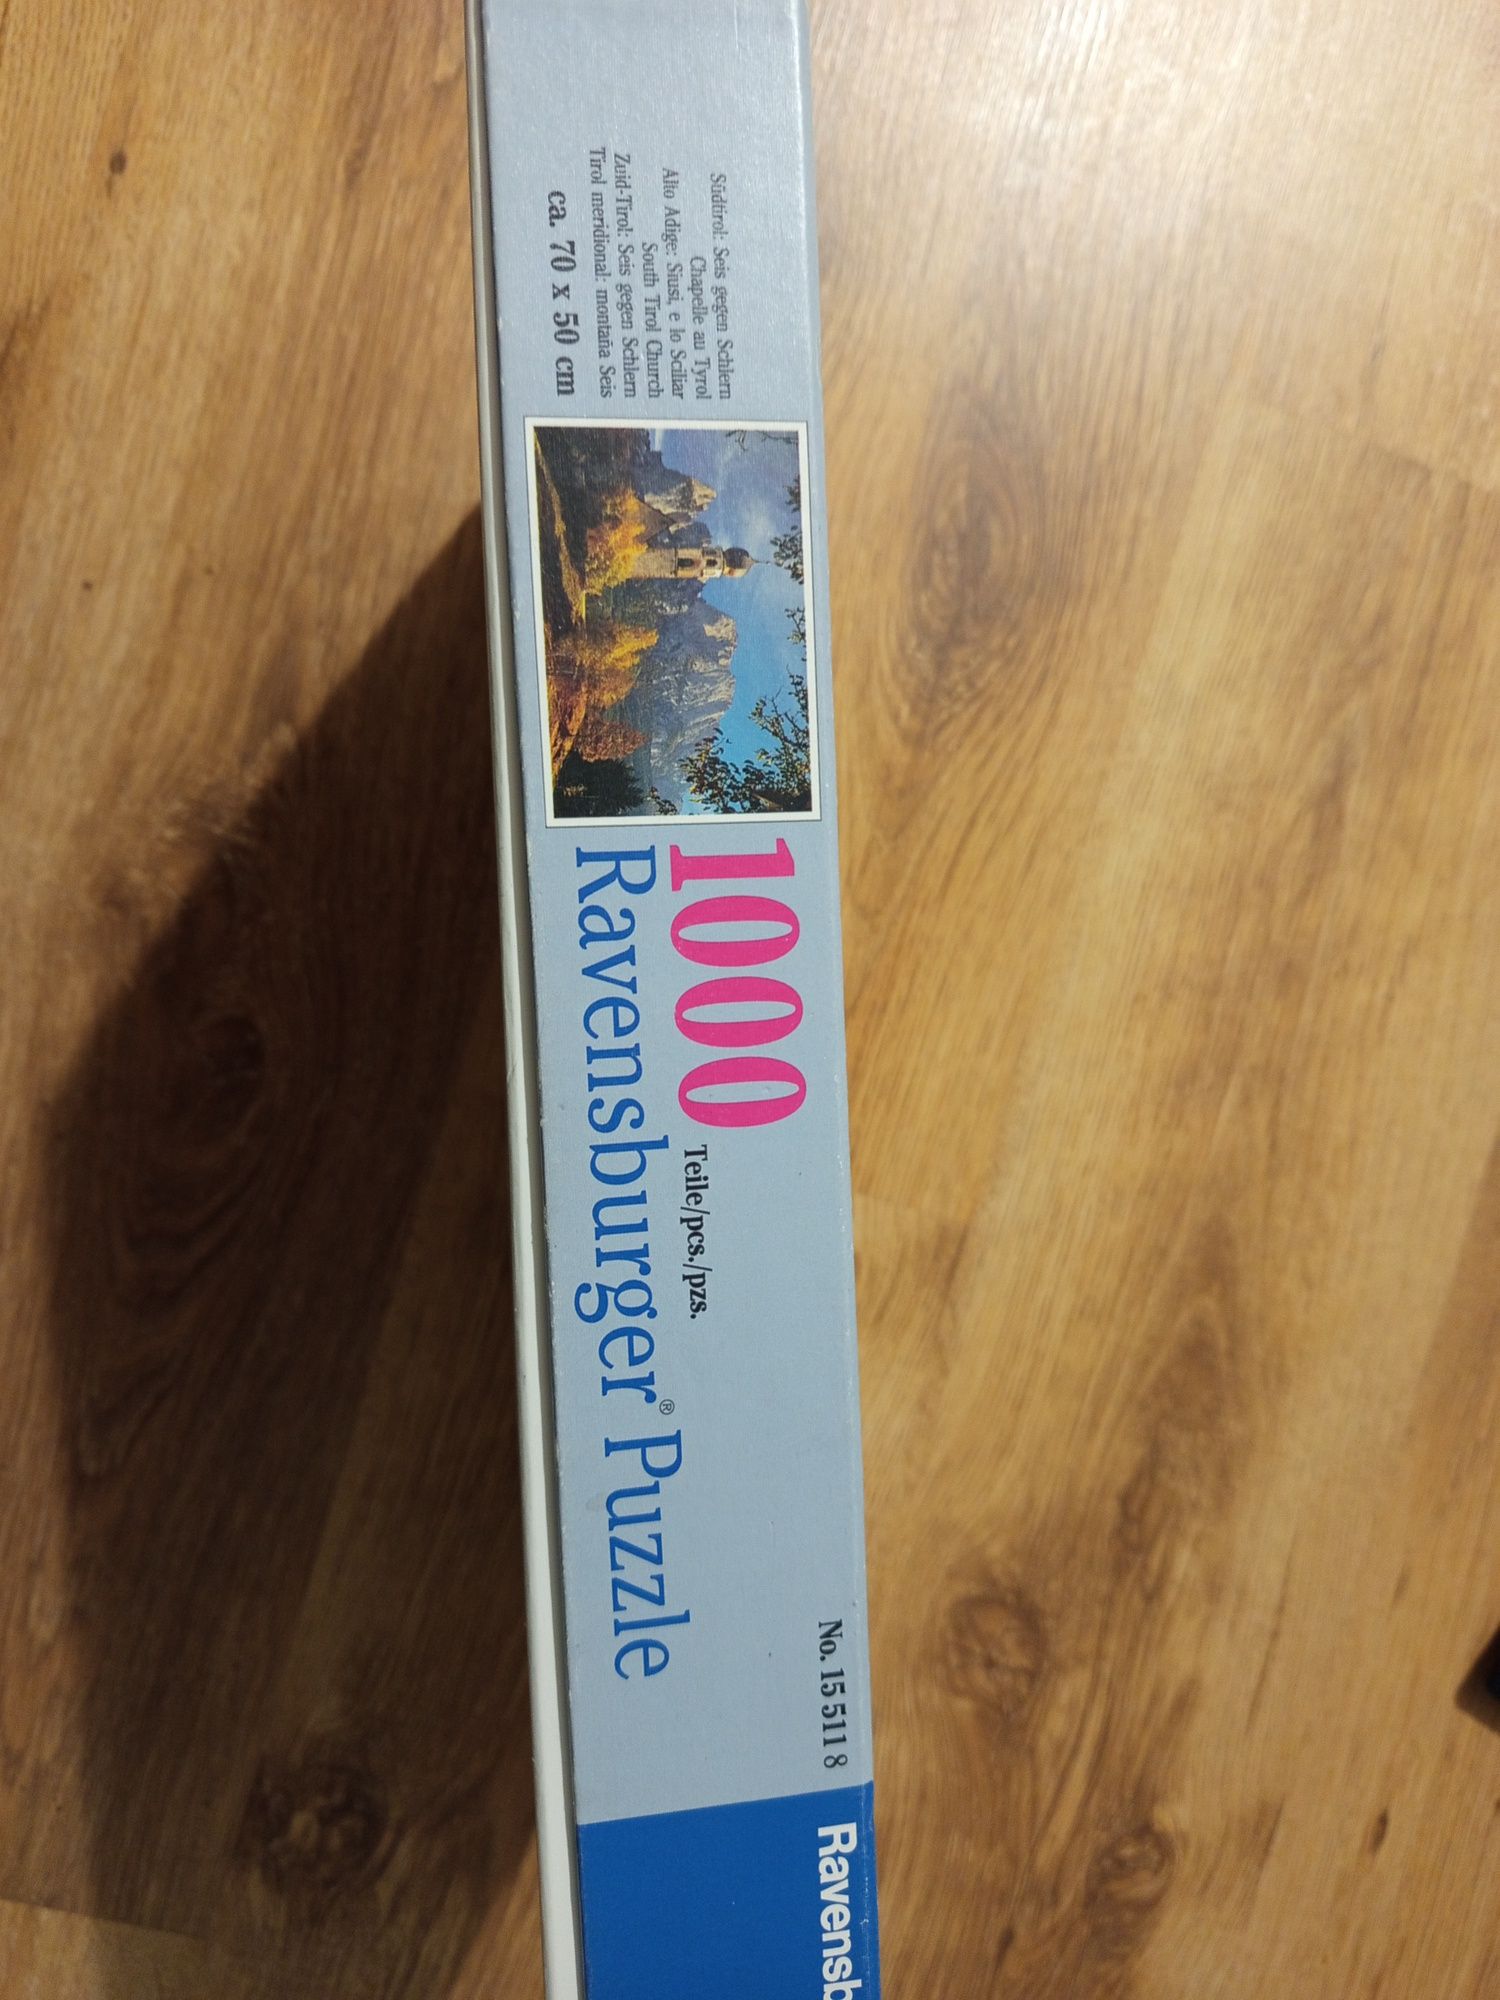 Südtirol: Seis gegen Schlern
Chapelle au Tyrol
Alto Adige: Siusi, e lo Sciliar
South Tirol Church
Zuid-Tirol: Seis gegen Schlern
Tirol meridional: montaña Seis
ca. 70 x 50 cm
1000 Teile/pcs./pzs.
Ravensburger® Puzzle
No. 15 511 8
Ravensb